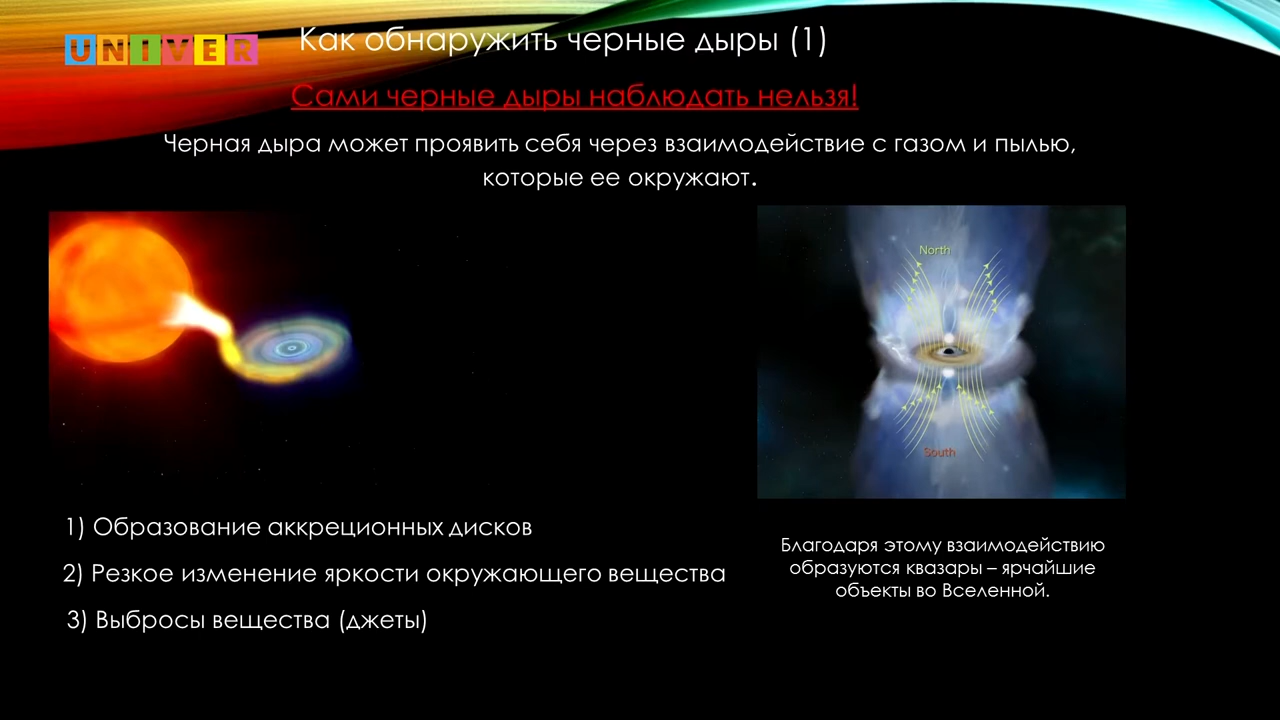 UNIVER
Как обнаружить черные дыры (1)
Сами черные дыры наблюдать нельзя!
Черная дыра может проявить себя через взаимодействие с газом и пылью,
которые ее окружают.
North
South
1) Образование аккреционных дисков
2) Резкое изменение яркости окружающего вещества
3) Выбросы вещества (джеты)
Благодаря этому взаимодействию
образуются квазары – ярчайшие
объекты во Вселенной.